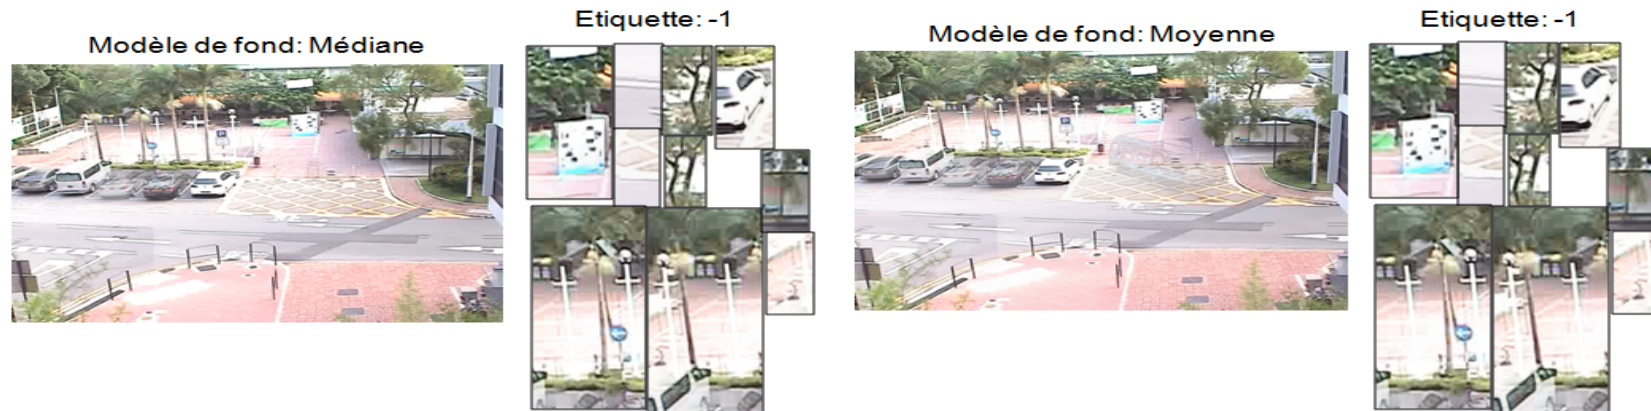 Modèle de fond: Médiane
Etiquette: -1
Modèle de fond: Moyenne
Etiquette: -1